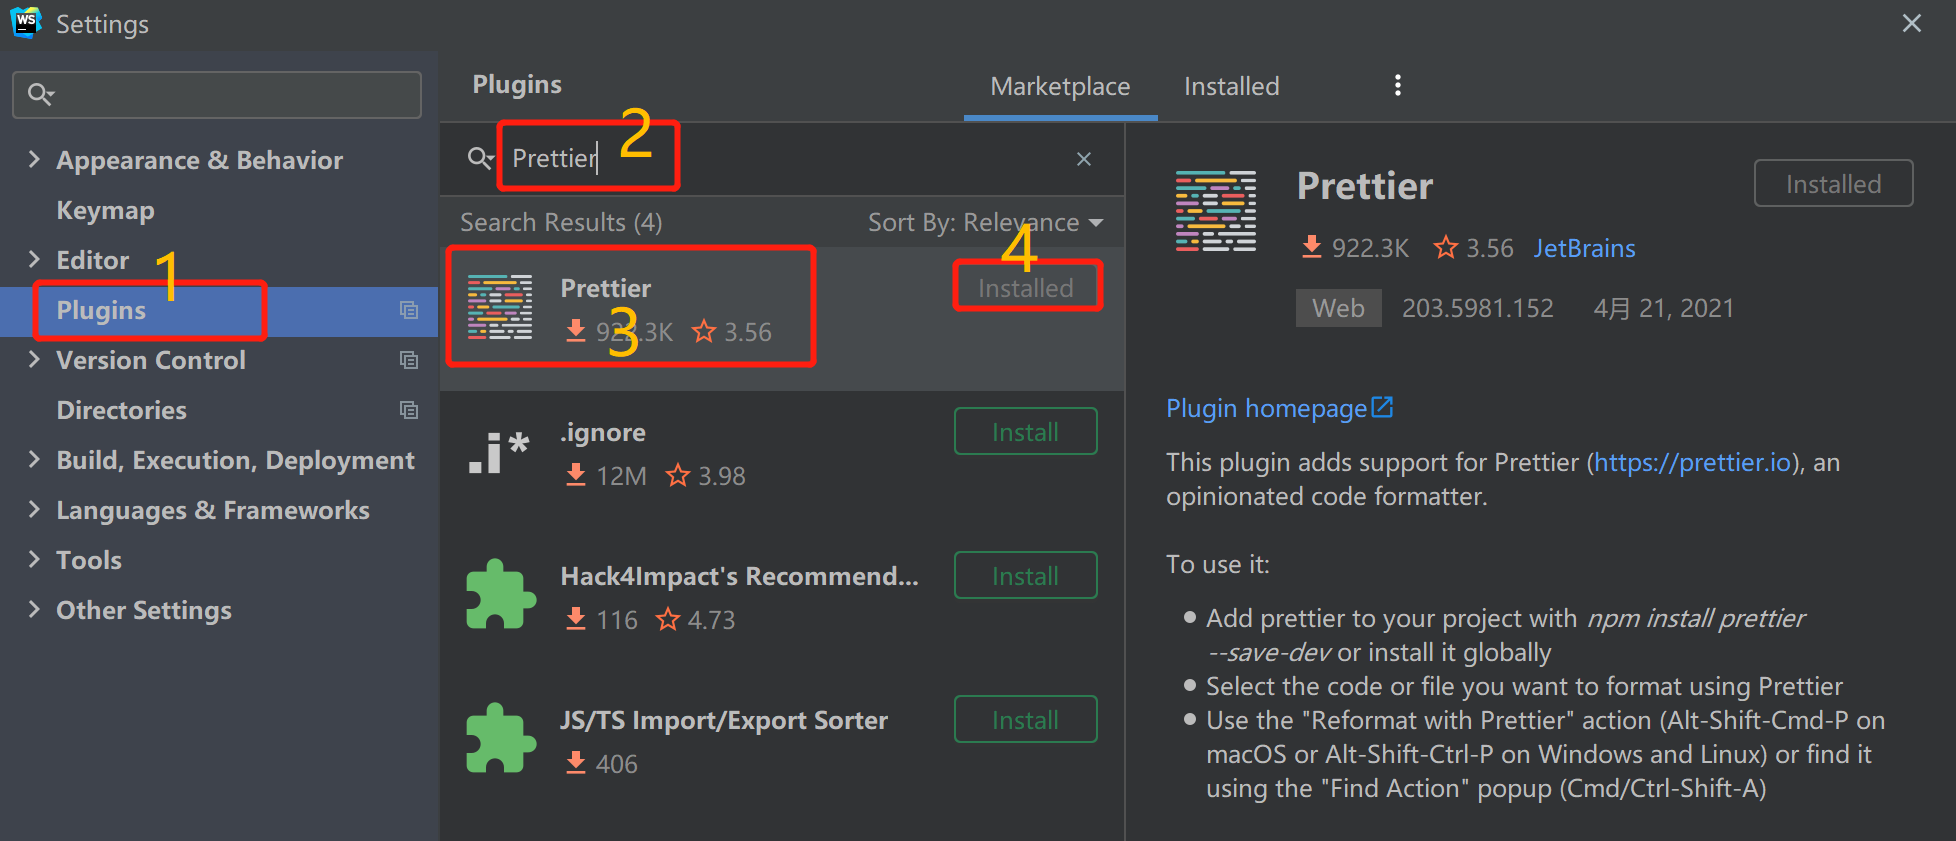 WS
Settings
Appearance & Behavior
Keymap
Editor
1
Plugins
Version Control
Directories
Build, Execution, Deployment
Languages & Frameworks
Tools
Other Settings
Plugins
Marketplace
Installed
Prettier
2
Search Results (4)
Sort By: Relevance
Prettier
922.3K
3.56
3
4
Installed
.i*
.ignore
12M
3.98
Install
Hack4Impact's Recommend...
116
4.73
Install
JS/TS Import/Export Sorter
406
Install
Prettier
Installed
922.3K
3.56
JetBrains
Web
203.5981.152
4月 21, 2021
Plugin homepage
This plugin adds support for Prettier (https://prettier.io), an
opinionated code formatter.
To use it:
Add prettier to your project with npm install prettier
--save-dev or install it globally
Select the code or file you want to format using Prettier
Use the "Reformat with Prettier" action (Alt-Shift-Cmd-P on
macOS or Alt-Shift-Ctrl-P on Windows and Linux) or find it
using the "Find Action" popup (Cmd/Ctrl-Shift-A)